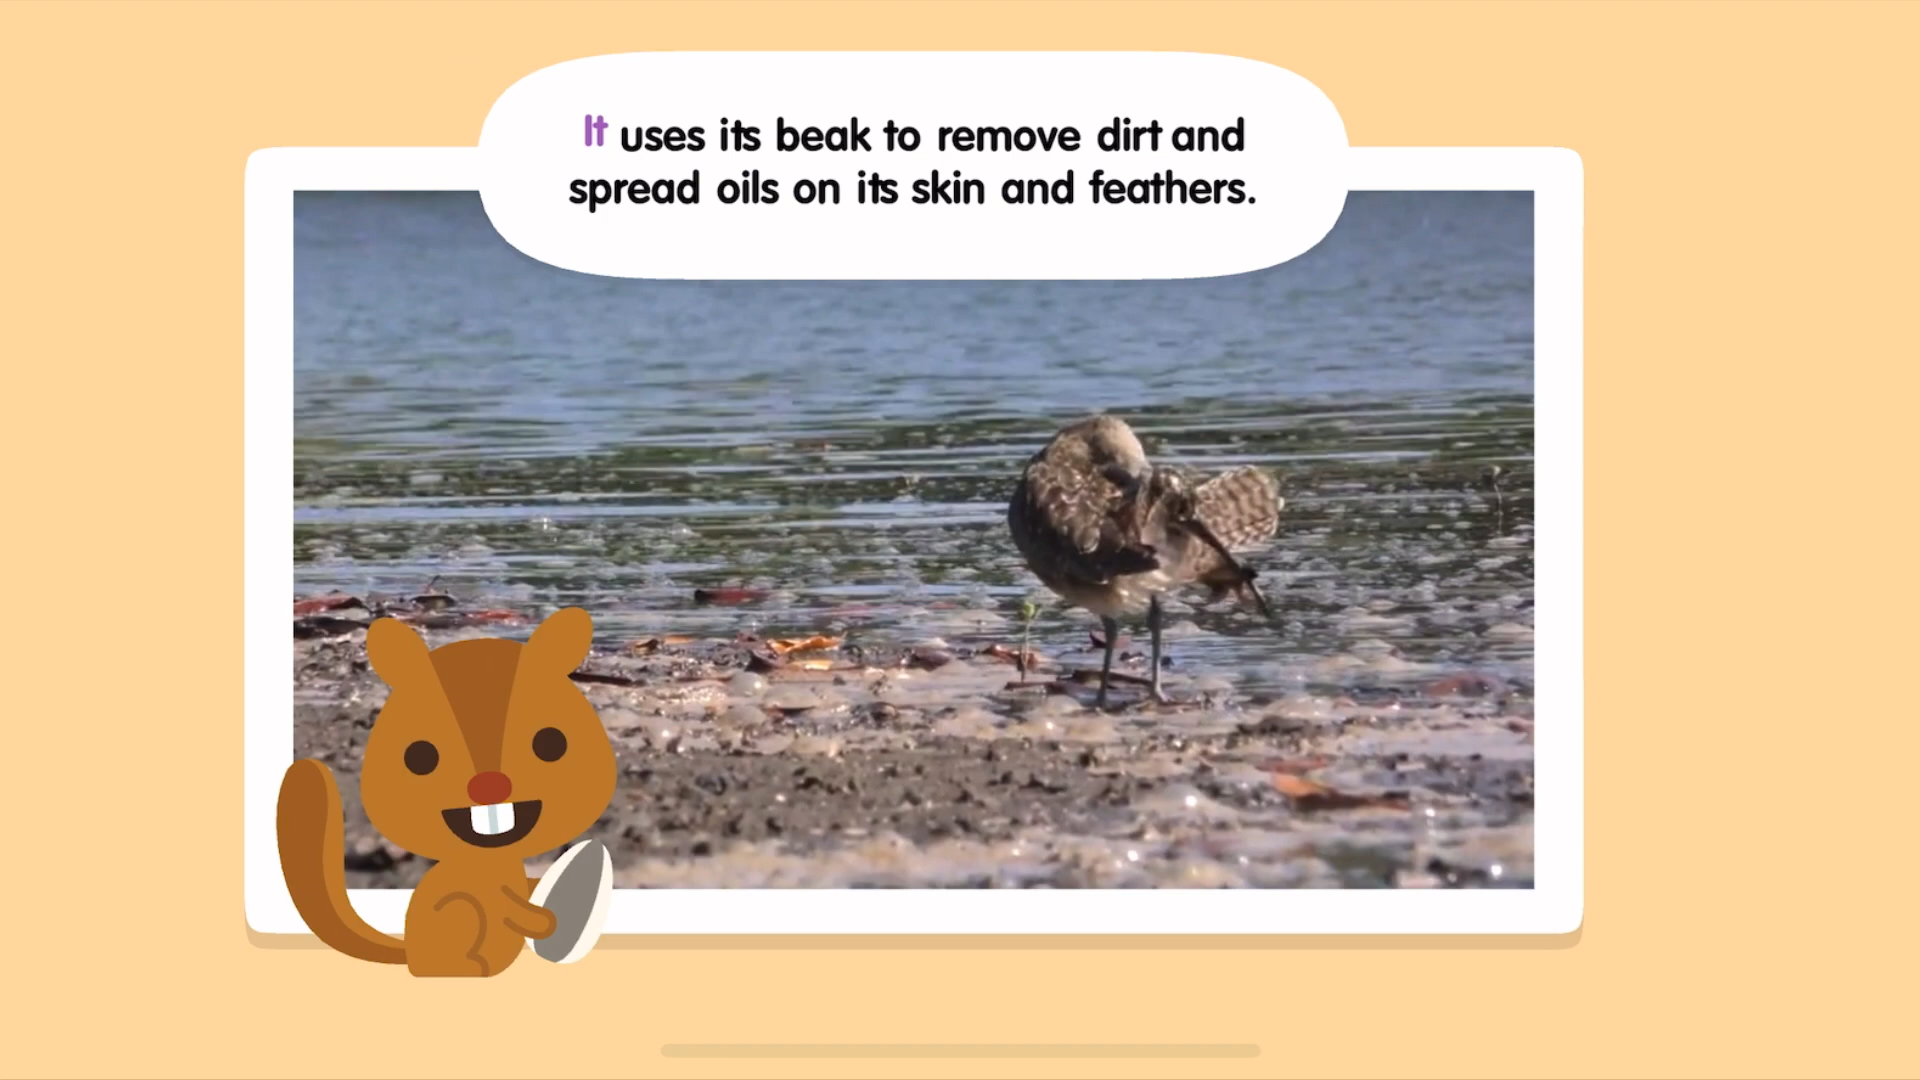 It uses its beak to remove dirt and
spread oils on its skin and feathers.